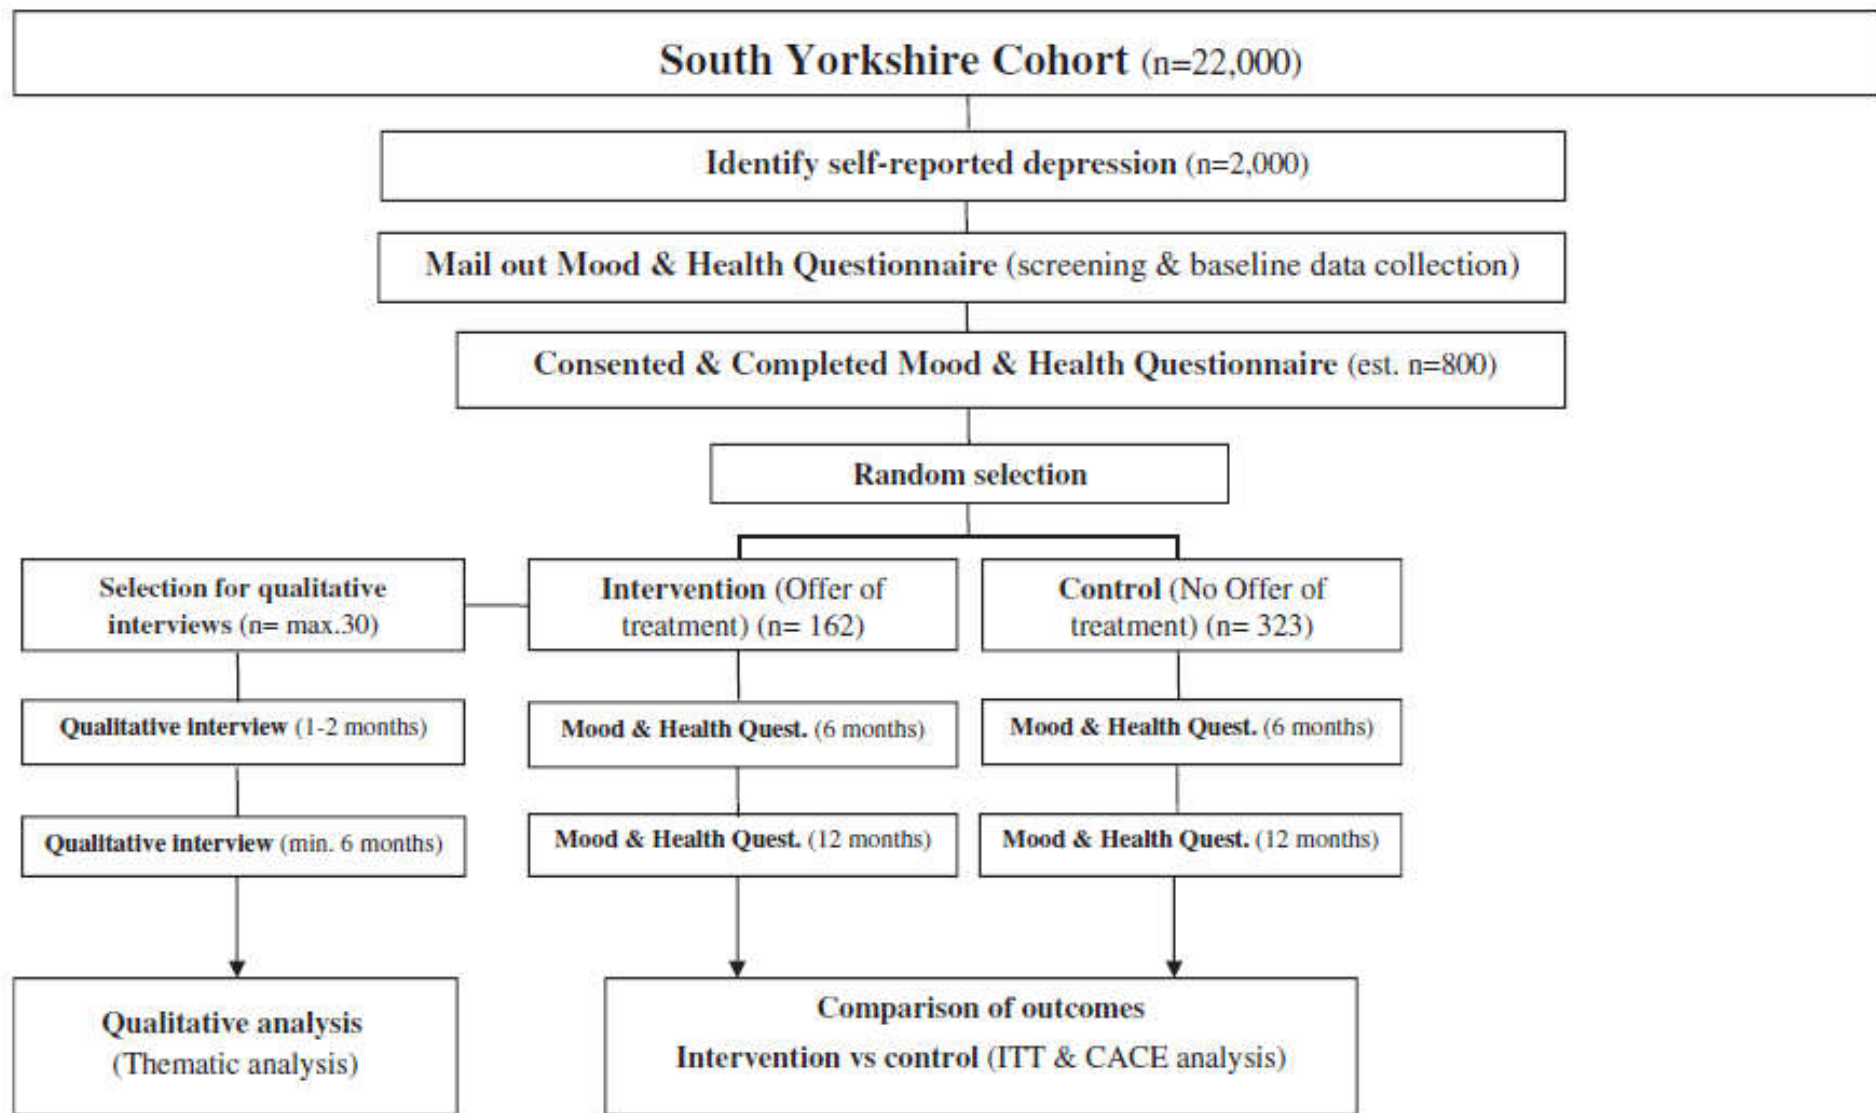 South Yorkshire Cohort (n=22,000)
Identify self-reported depression (n=2,000)
Mail out Mood & Health Questionnaire (screening & baseline data collection)
Consented & Completed Mood & Health Questionnaire (est. n=800)
Random selection
Selection for qualitative
interviews (n= max.30)
Intervention (Offer of
treatment) (n= 162)
Control (No Offer of
treatment) (n= 323)
Qualitative interview (1-2 months)
Mood & Health Quest. (6 months)
Mood & Health Quest. (6 months)
Qualitative interview (min. 6 months)
Mood & Health Quest. (12 months)
Mood & Health Quest. (12 months)
Qualitative analysis
(Thematic analysis)
Comparison of outcomes
Intervention vs control (ITT & CACE analysis)